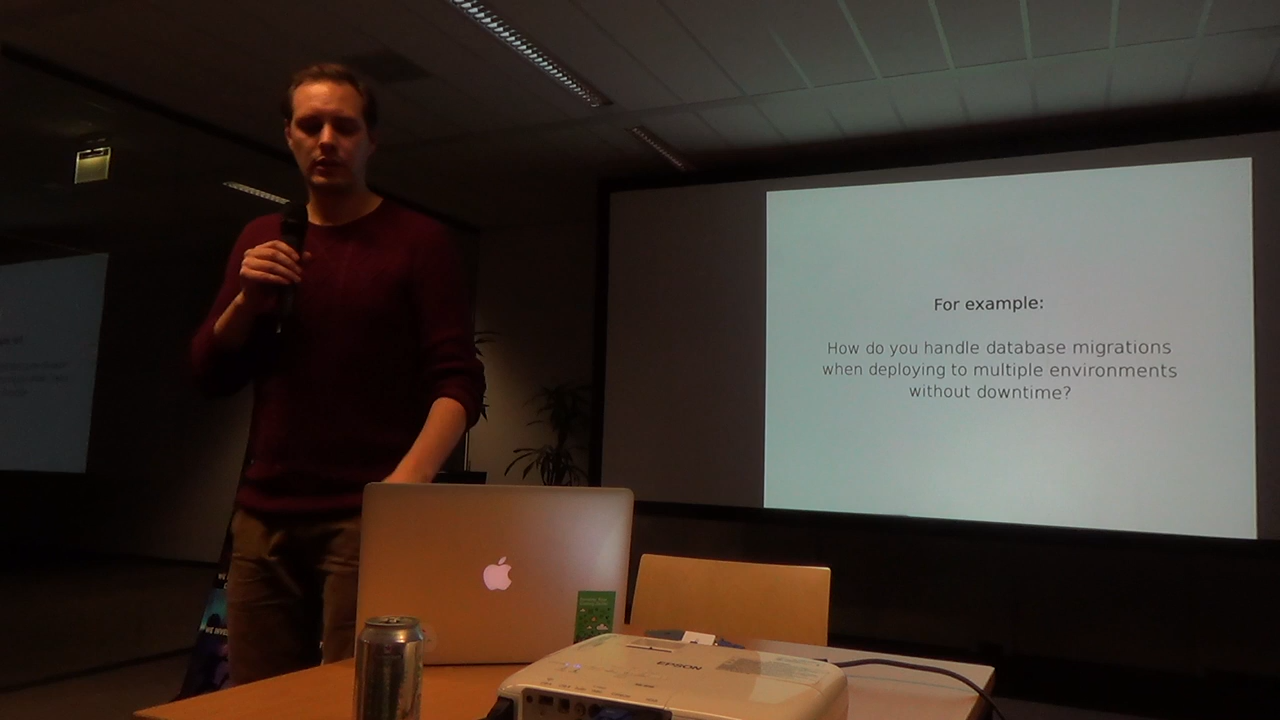 For example:
How do you handle database migrations
when deploying to multiple environments
without downtime?
EPSON